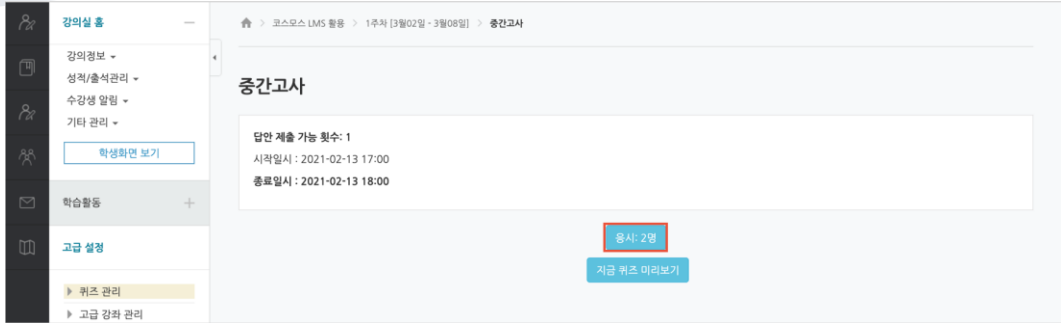 강의실 홈
강의정보
성적/출석관리
수강생 알림
기타 관리
학생화면 보기
학습활동
고급 설정
퀴즈 관리
고급 강좌 관리
코스모스 LMS 활용 > 1주차 [3월02일 - 3월08일] > 중간고사
중간고사
답안 제출 가능 횟수: 1
시작일시 : 2021-02-13 17:00
종료일시 : 2021-02-13 18:00
응시: 2명
지금 퀴즈 미리보기